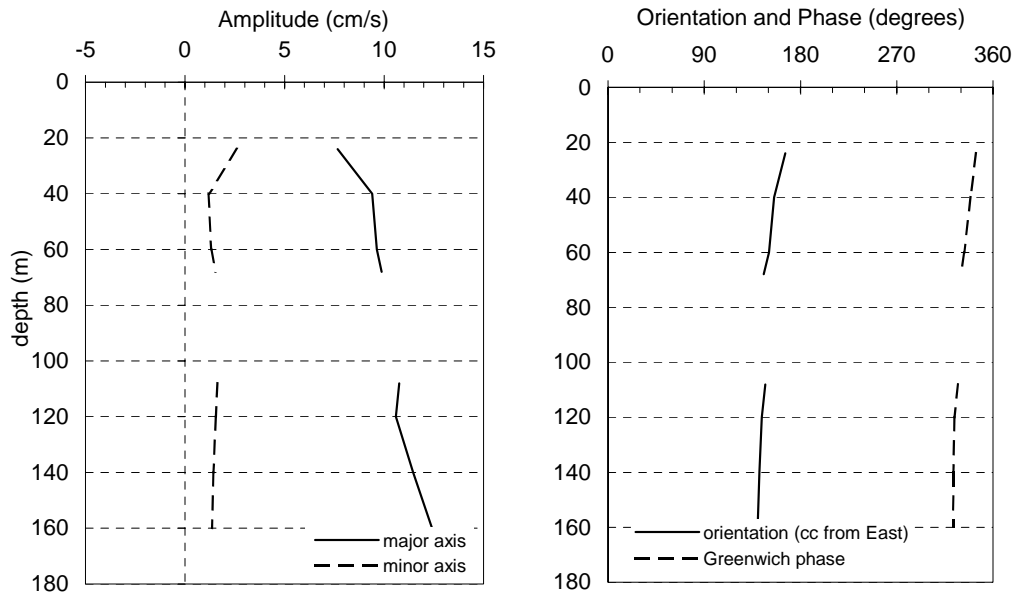 Amplitude (cm/s)
-5 0 5 10 15
0
20
40
60
80
100
120
140
160
180
depth (m)
major axis
minor axis
Orientation and Phase (degrees)
0 90 180 270 360
0
20
40
60
80
100
120
140
160
180
orientation (cc from East)
Greenwich phase